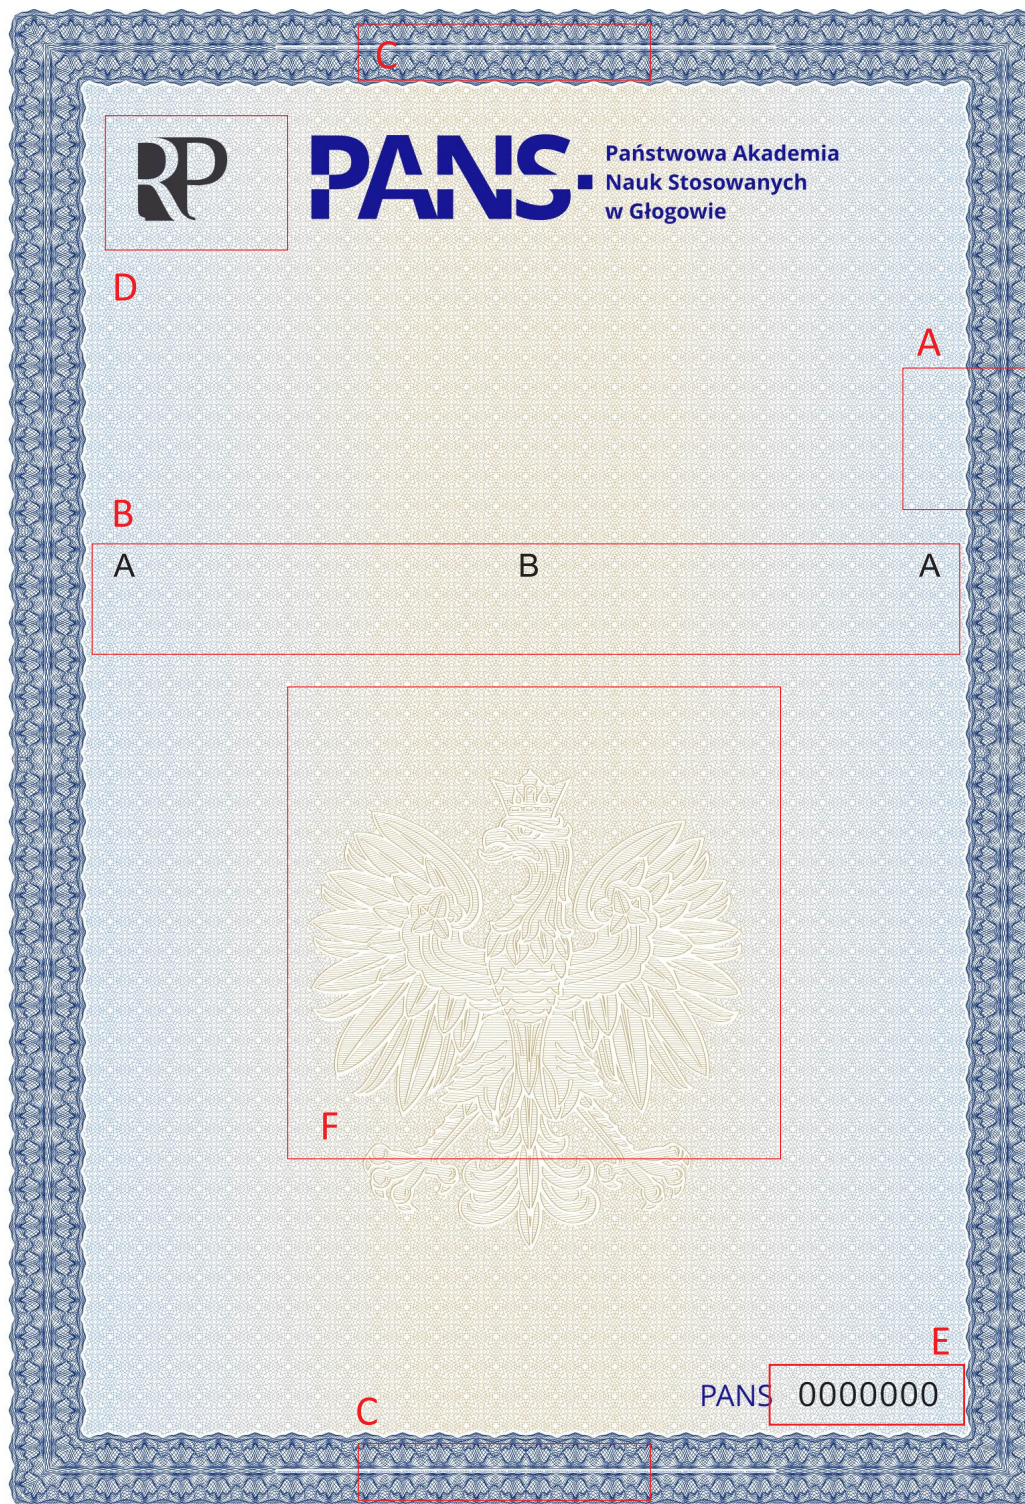 C
RP
PANS
Państwowa Akademia
Nauk Stosowanych
w Głogowie
D
A
B
A B A
F
E
PANS 0000000
C